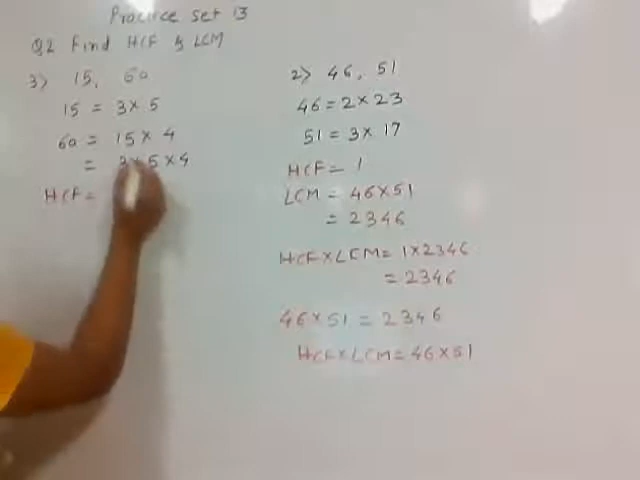 Practice Set 13
Q2 Find HCF & LCM
3) 15, 60
15 = 3 × 5
60 = 15 × 4
= 3 × 5 × 4
HCF =
2) 46, 51
46 = 2 × 23
51 = 3 × 17
HCF = 1
LCM = 46 × 51
= 2346
HCF × LCM = 1 × 2346
= 2346
46 × 51 = 2346
HCF × LCM = 46 × 51